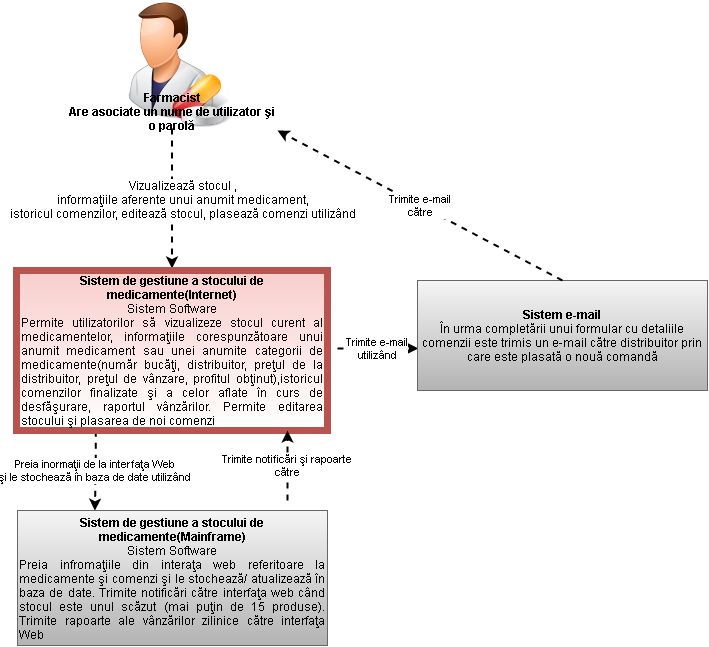 Farmacist
Are asociate un nume de utilizator şi
o parolă
Vizualizează stocul ,
informaţiile aferente unui anumit medicament,
istoricul comenzilor, editează stocul, plasează comenzi utilizând
Trimite e-mail
către
Sistem de gestiune a stocului de
medicamente(Internet)
Sistem Software
Permite utilizatorilor să vizualizeze stocul curent al
medicamentelor, informaţiile corespunzătoare unui
anumit medicament sau unei anumite categorii de
medicamente(număr bucăţi, distribuitor, preţul de la
distribuitor, preţul de vânzare, profitul obţinut),istoricul
comenzilor finalizate şi a celor aflate în curs de
desfăşurare, raportul vânzărilor. Permite editarea
stocului şi plasarea de noi comenzi
Trimite e-mail
utilizând
Sistem e-mail
În urma completării unui formular cu detaliile
comenzii este trimis un e-mail către distribuitor prin
care este plasată o nouă comandă
Preia inormaţii de la interfaţa Web
şi le stochează în baza de date utilizând
Trimite notificări şi rapoarte
către
Sistem de gestiune a stocului de
medicamente(Mainframe)
Sistem Software
Preia infromaţiile din interaţa web referitoare la
medicamente şi comenzi şi le stochează/ atualizează în
baza de date. Trimite notificări către interfaţa web când
stocul este unul scăzut (mai puţin de 15 produse).
Trimite rapoarte ale vânzărilor zilinice către interfaţa
Web